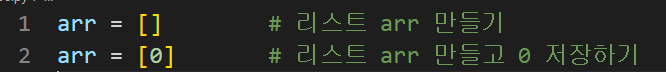 1 arr = [] # 리스트 arr 만들기
2 arr = [0] # 리스트 arr 만들고 0 저장하기